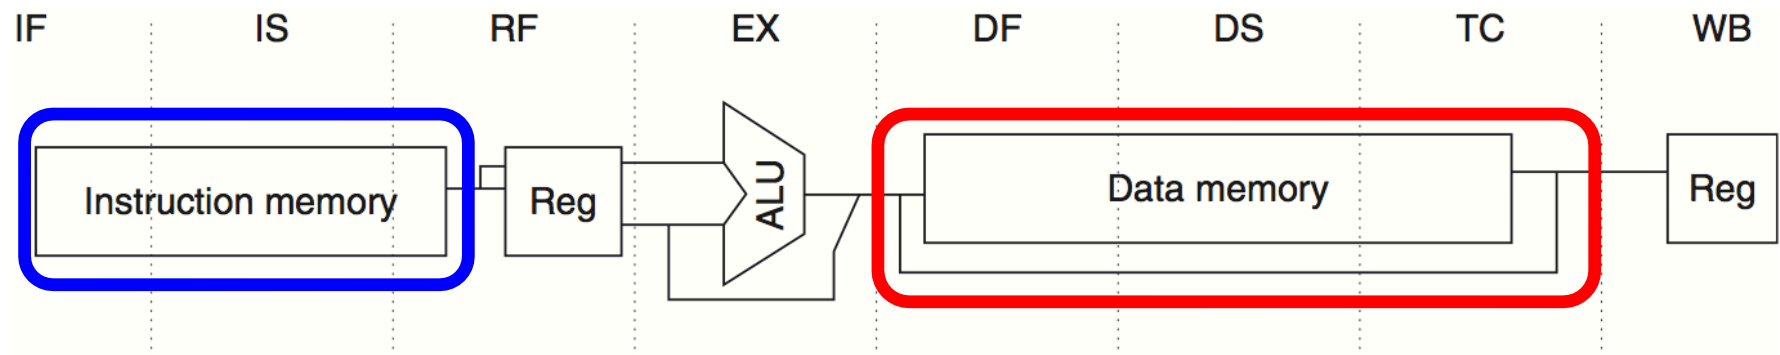 IF IS RF EX DF DS TC WB
Instruction memory Reg ALU Data memory Reg